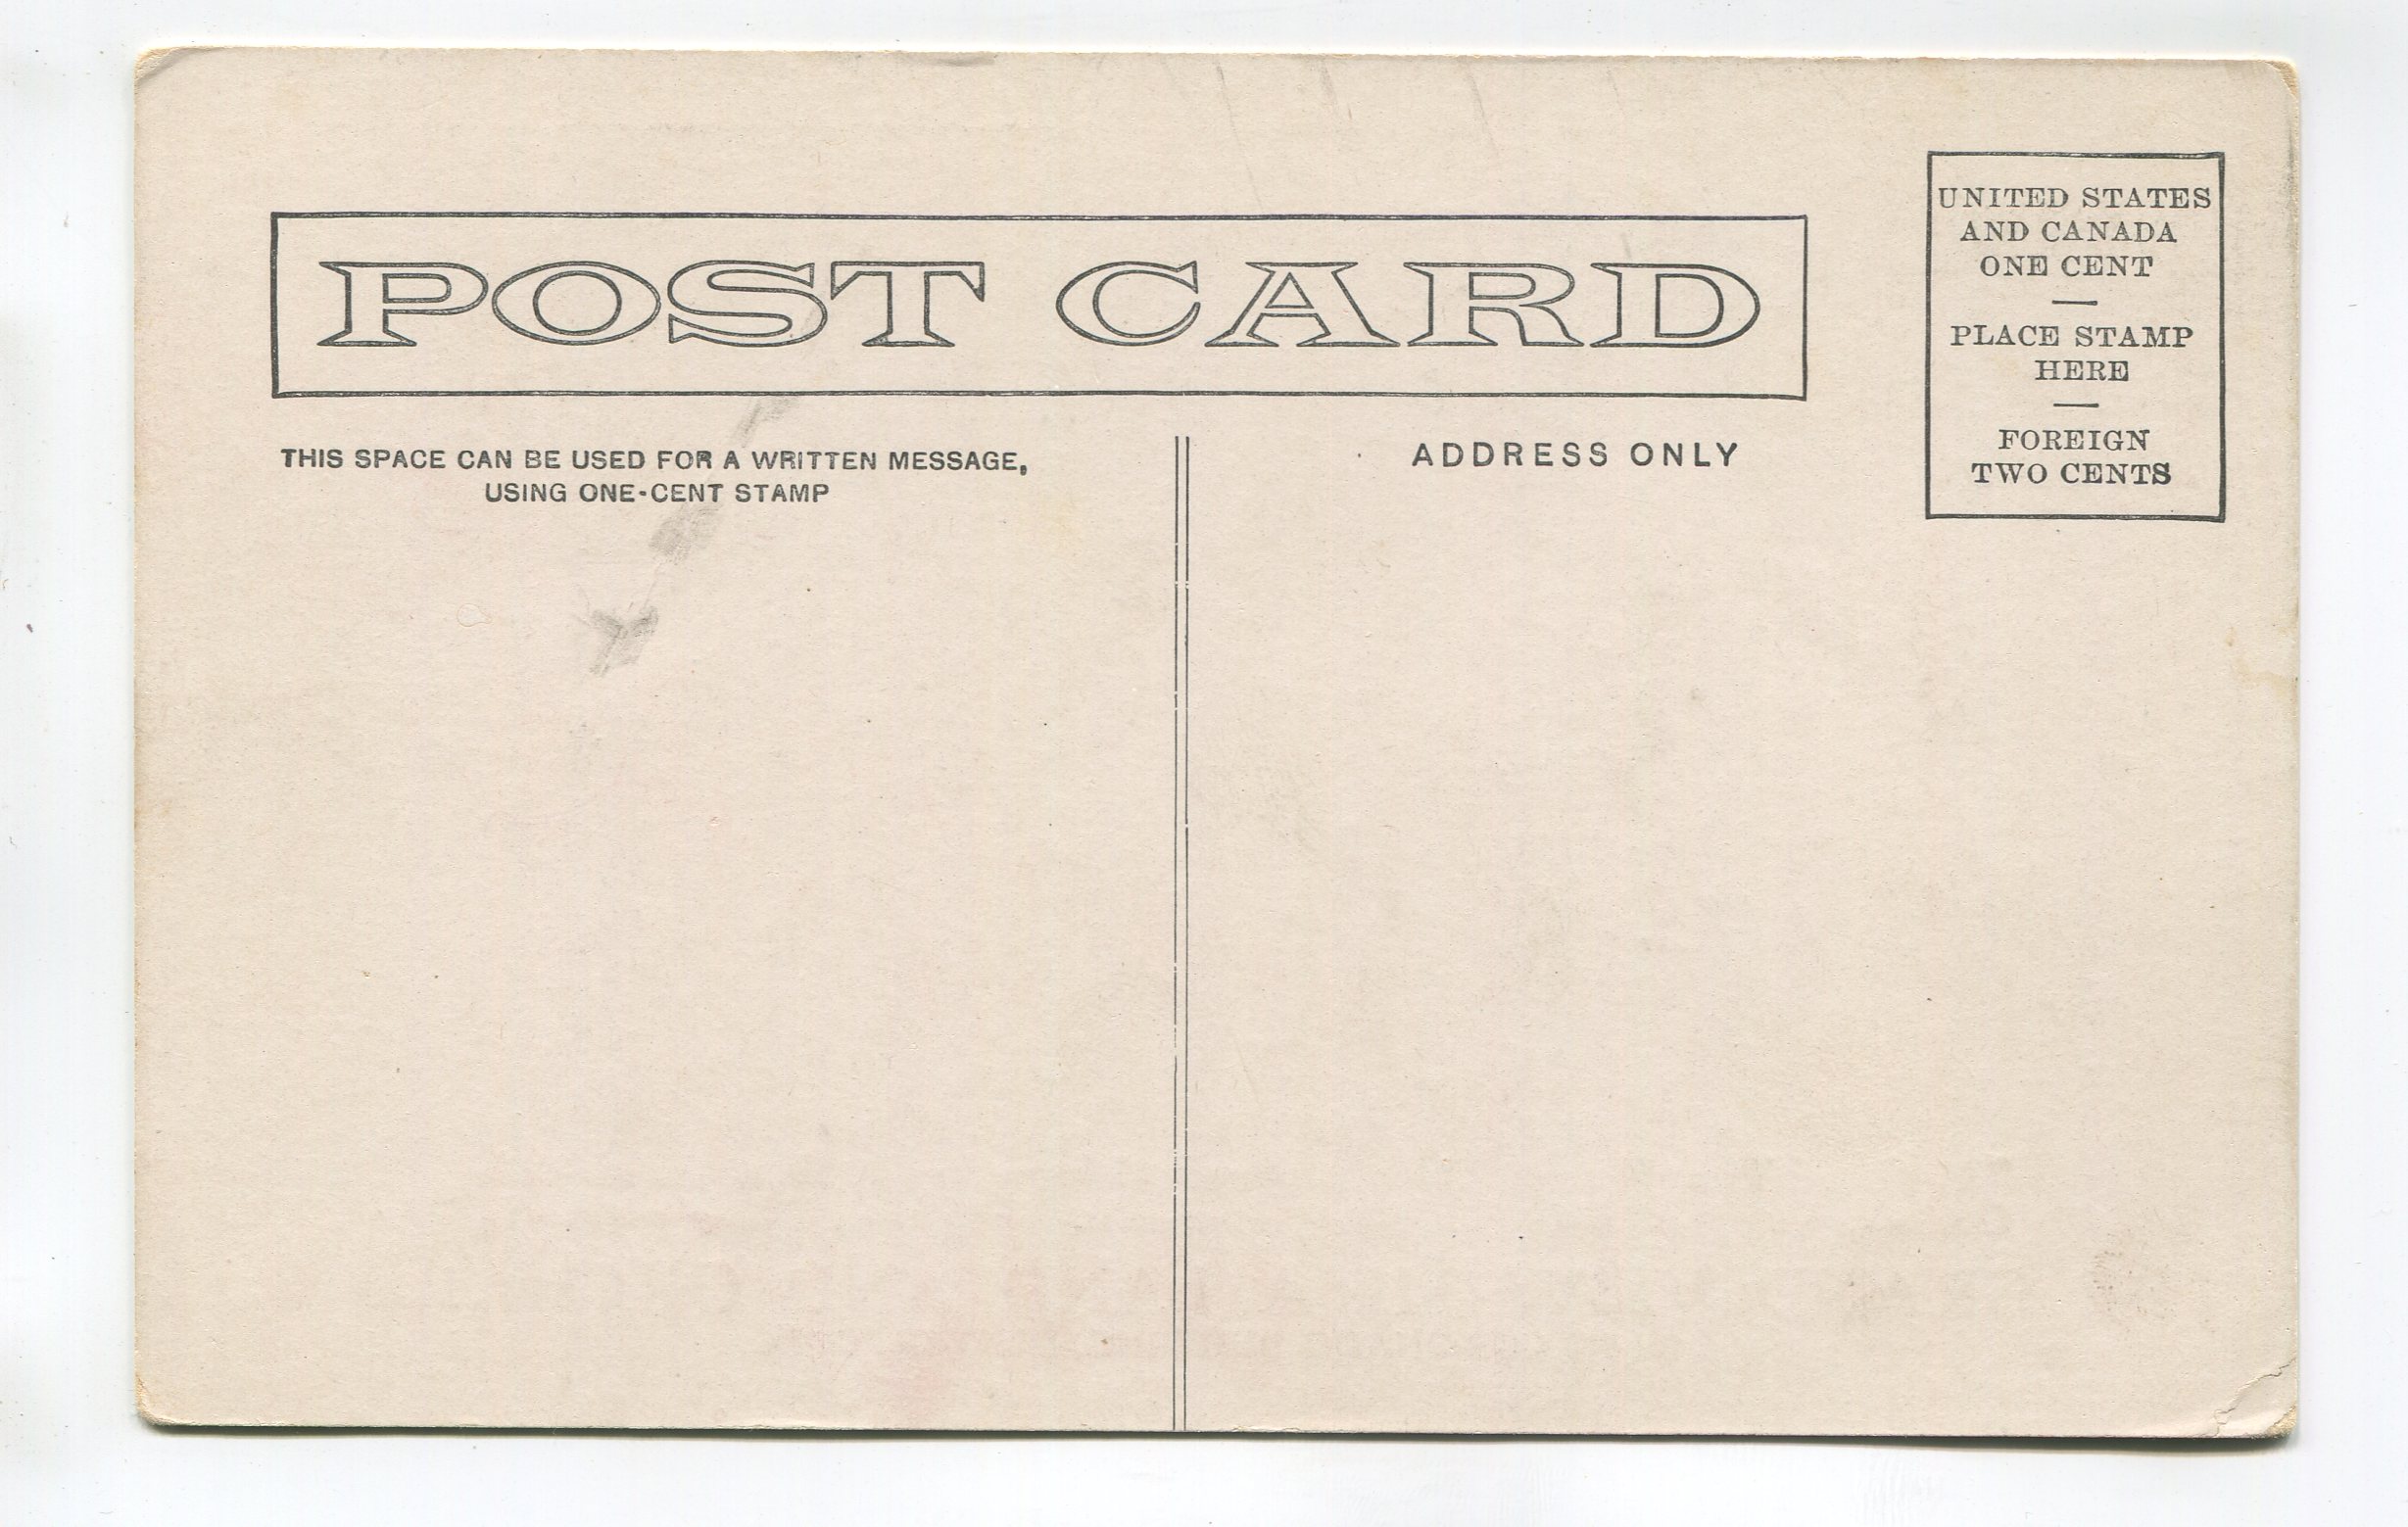 POST CARD
UNITED STATES
AND CANADA
ONE CENT
PLACE STAMP
HERE
FOREIGN
TWO CENTS
THIS SPACE CAN BE USED FOR A WRITTEN MESSAGE,
USING ONE-CENT STAMP
ADDRESS ONLY